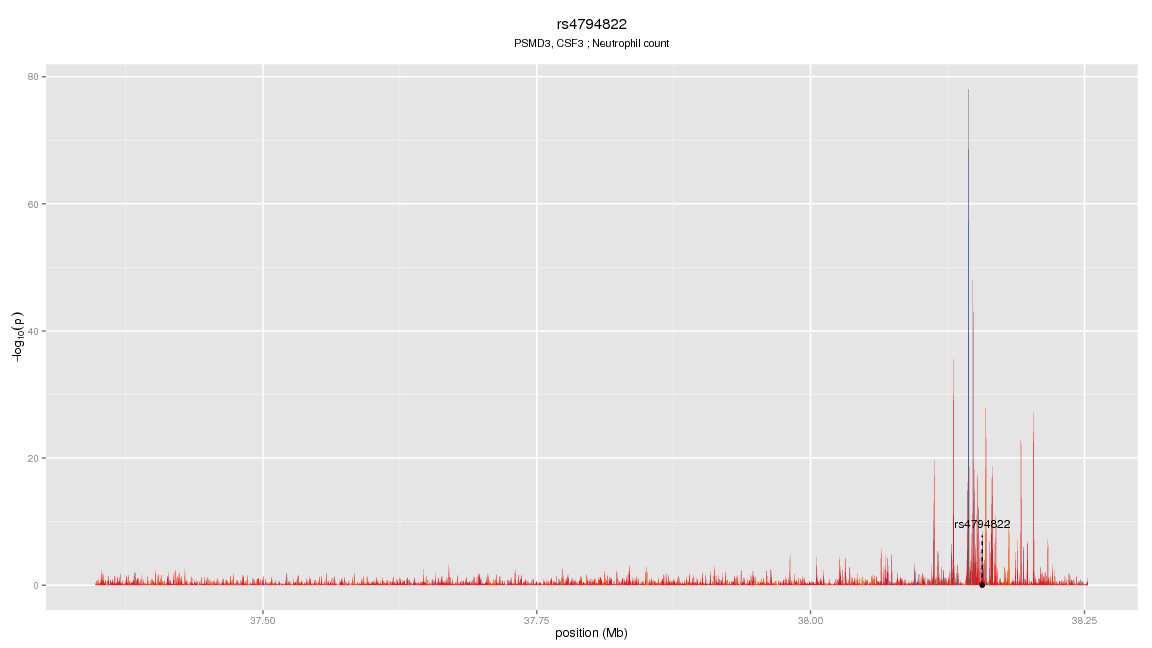 rs4794822
PSMD3, CSF3 ; Neutrophil count
80
60
40
20
0
−log10(p)
rs4794822
37.50
37.75
38.00
38.25
position (Mb)